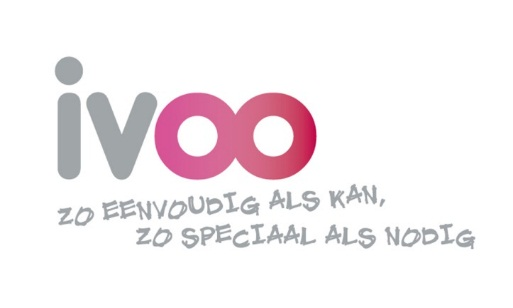 ivoo
ZO EENVOUDIG ALS KAN,
ZO SPECIAAL ALS NODIG